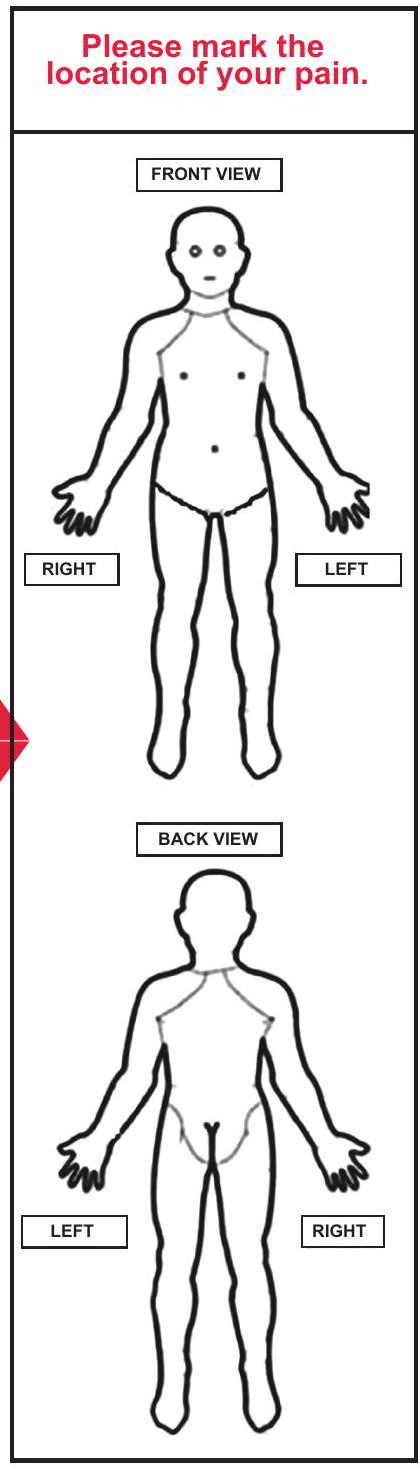 Please mark the
location of your pain.
FRONT VIEW
RIGHT
LEFT
BACK VIEW
LEFT
RIGHT